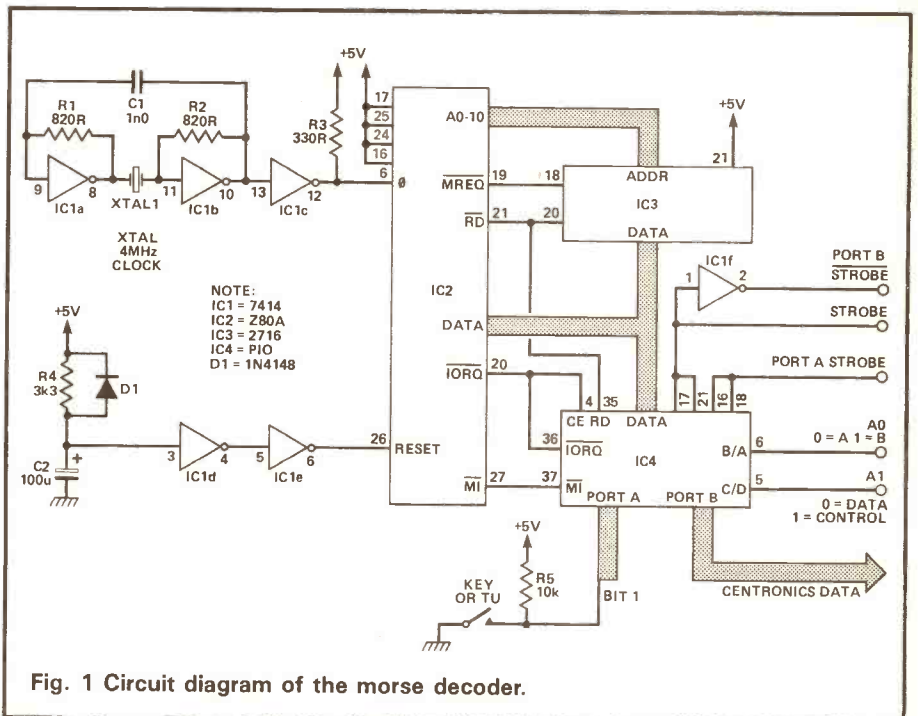 +5V
C1
1n0
R1
820R
R2
820R
R3
330R
9
8
XTAL1
11
10
13
12
IC1a
IC1b
IC1c
XTAL
4MHz
CLOCK
17
25
24
16
6
Ø
A0-10
MREQ
19
18
RD
21
20
ADDR
IC3
DATA
+5V
21
NOTE:
IC1 = 7414
IC2 = Z80A
IC3 = 2716
IC4 = PIO
D1 = 1N4148
IC2
DATA
IORQ
20
IC1f
1
2
PORT B
STROBE
STROBE
PORT A STROBE
+5V
R4
3k3
D1
+
C2
100u
3
4
IC1d
5
6
IC1e
26
RESET
MI
27
37
4
35
17
21
16
18
CE RD
DATA
36
IORQ
IC4
MI
PORT A
PORT B
B/A
6
C/D
5
A0
0 = A 1 = B
A1
0 = DATA
1 = CONTROL
+5V
R5
10k
KEY
OR TU
BIT 1
CENTRONICS DATA
Fig. 1 Circuit diagram of the morse decoder.